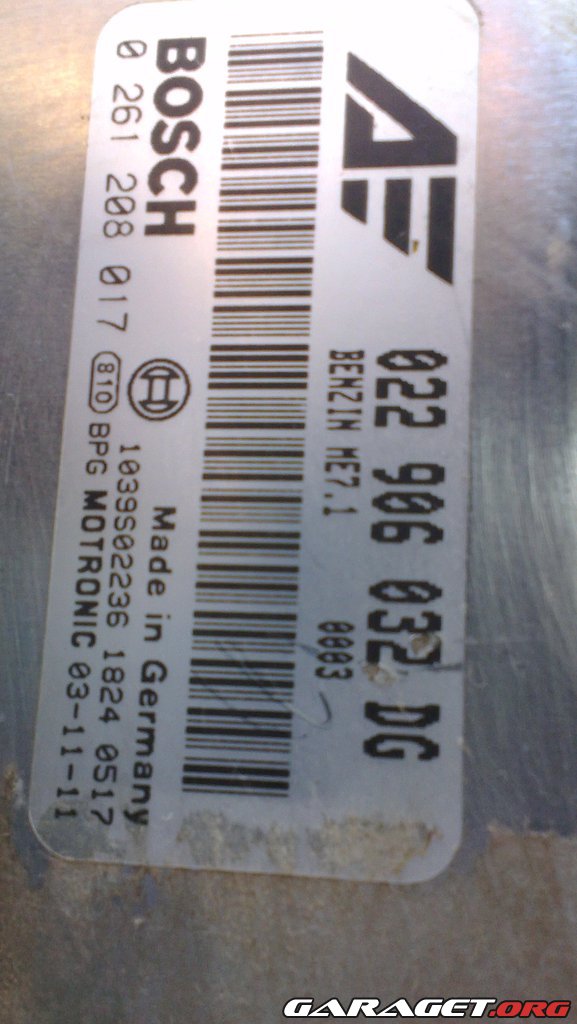 022 906 032 DG
BENZIN ME7.1 0003
BOSCH
Made in Germany
0 261 208 017
1039S02236 1824 0517
810 BPG MOTRONIC 03-11-11
GARAGET.ORG